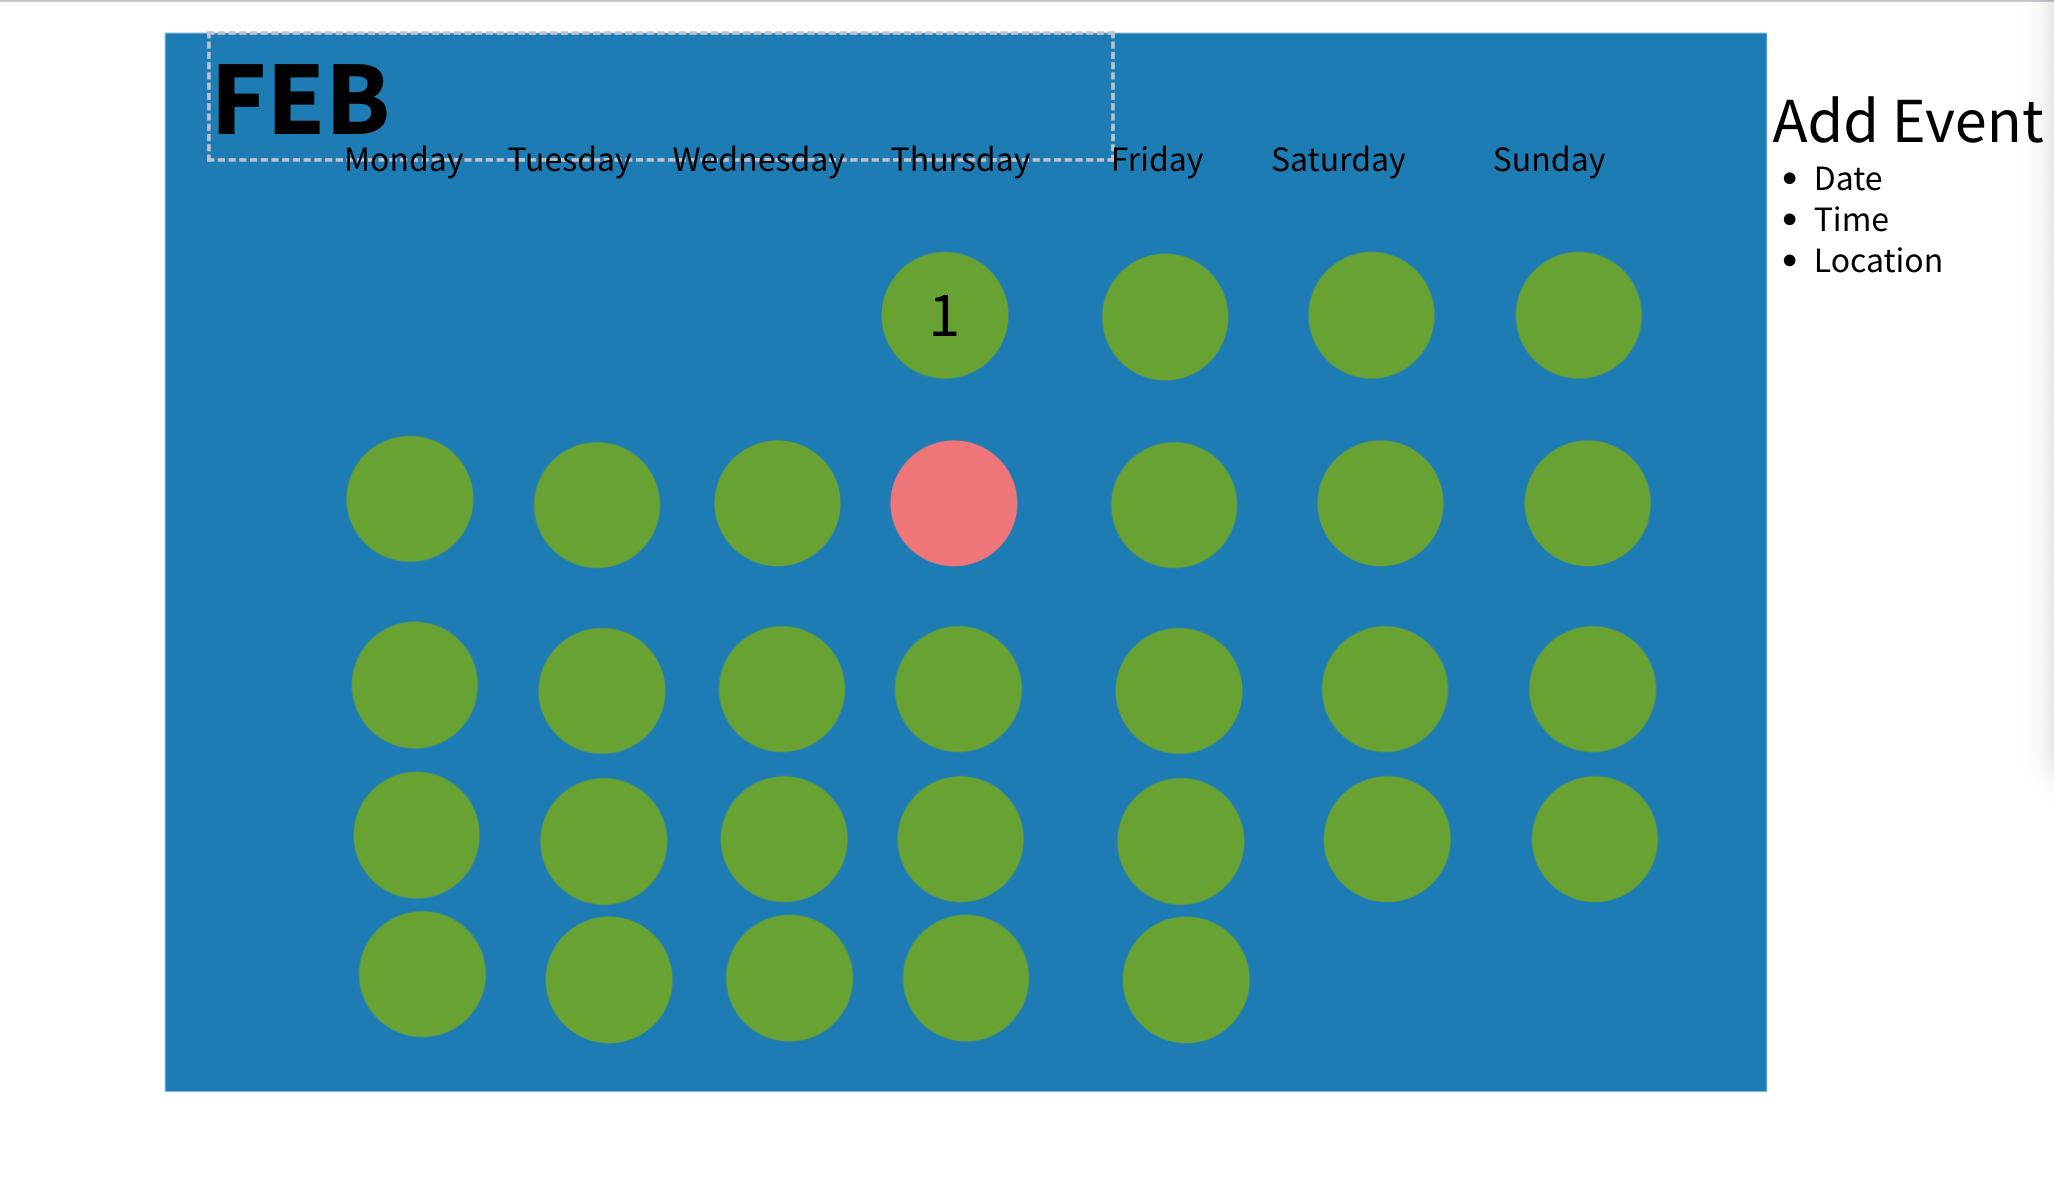 FEB
Monday Tuesday Wednesday Thursday Friday Saturday Sunday
1
Add Event
• Date
• Time
• Location